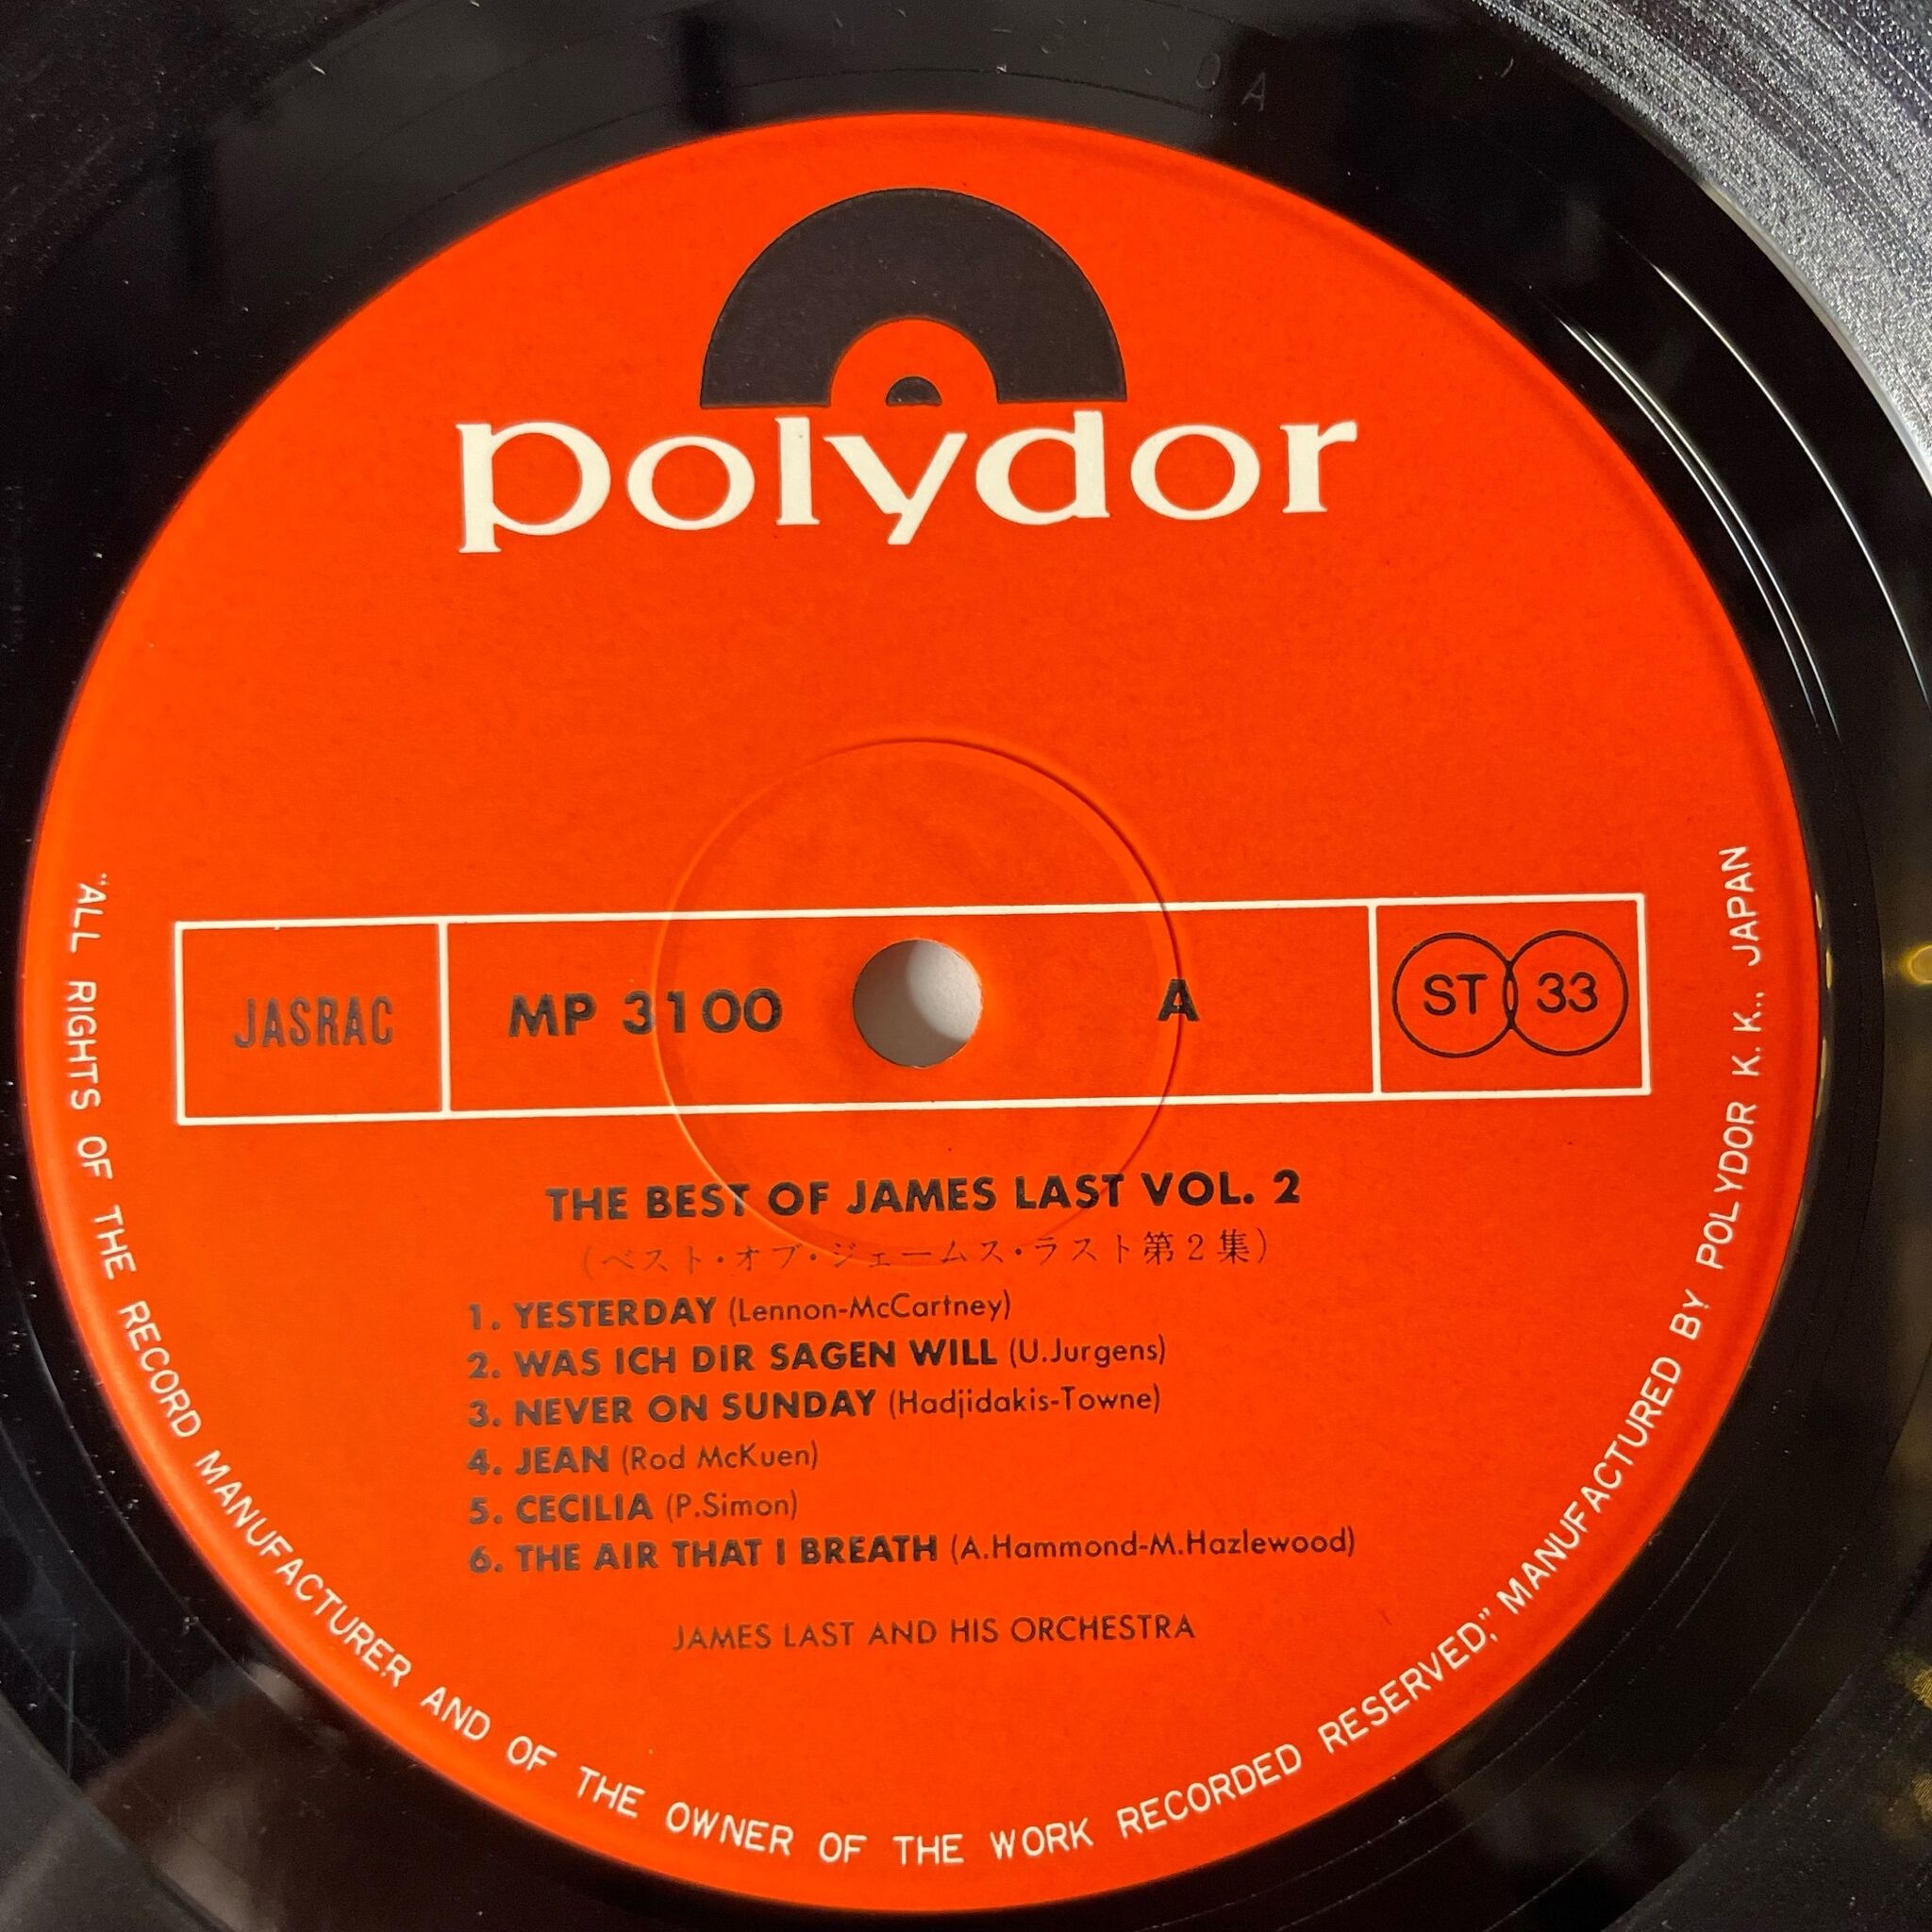 O A
polydor
JASRAC MP 3100 A ST 33
THE BEST OF JAMES LAST VOL. 2
(ベスト・オブ・ジェームス・ラスト第2集)
1. YESTERDAY (Lennon-McCartney)
2. WAS ICH DIR SAGEN WILL (U.Jurgens)
3. NEVER ON SUNDAY (Hadjidakis-Towne)
4. JEAN (Rod McKuen)
5. CECILIA (P.Simon)
6. THE AIR THAT I BREATH (A.Hammond-M.Hazlewood)
JAMES LAST AND HIS ORCHESTRA
"ALL RIGHTS OF THE RECORD MANUFACTURER AND OF THE OWNER OF THE WORK RECORDED RESERVED," MANUFACTURED BY POLYDOR K. K., JAPAN